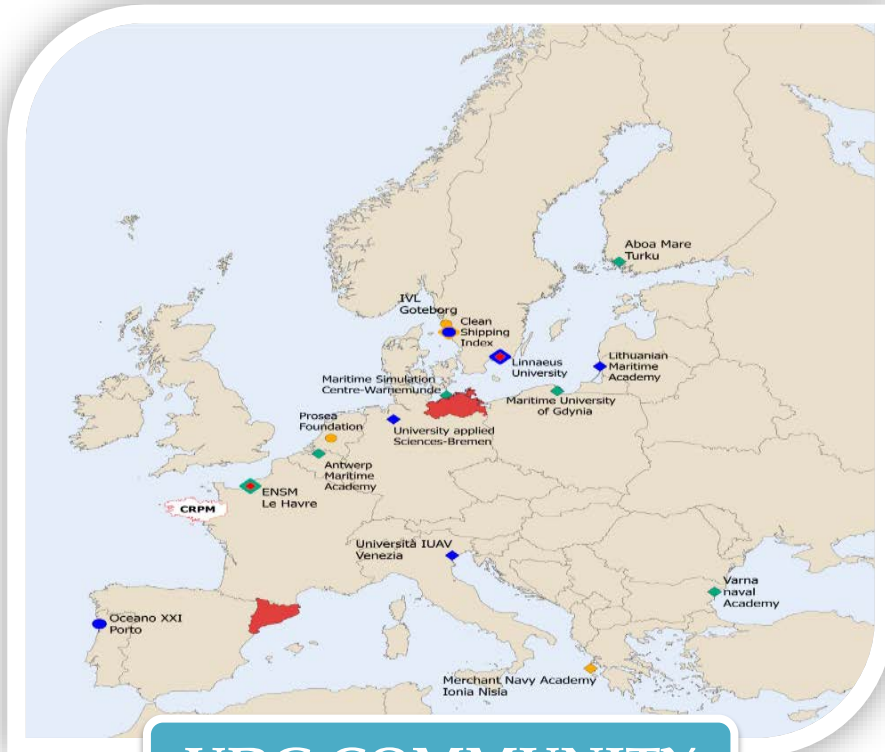 Aboa Mare
Turku
IVL
Goteborg
Clean
Shipping
Index
Linnaeus
University
Lithuanian
Maritime
Academy
Maritime Simulation
Centre-Warnemunde
Maritime University
of Gdynia
Prosea
Foundation
University applied
Sciences-Bremen
Antwerp
Maritime
Academy
ENSM
Le Havre
CRPM
Università IUAV
Venezia
Varna
naval
Academy
Oceano XXI
Porto
Merchant Navy Academy
Ionia Nisia
COMMUNITY